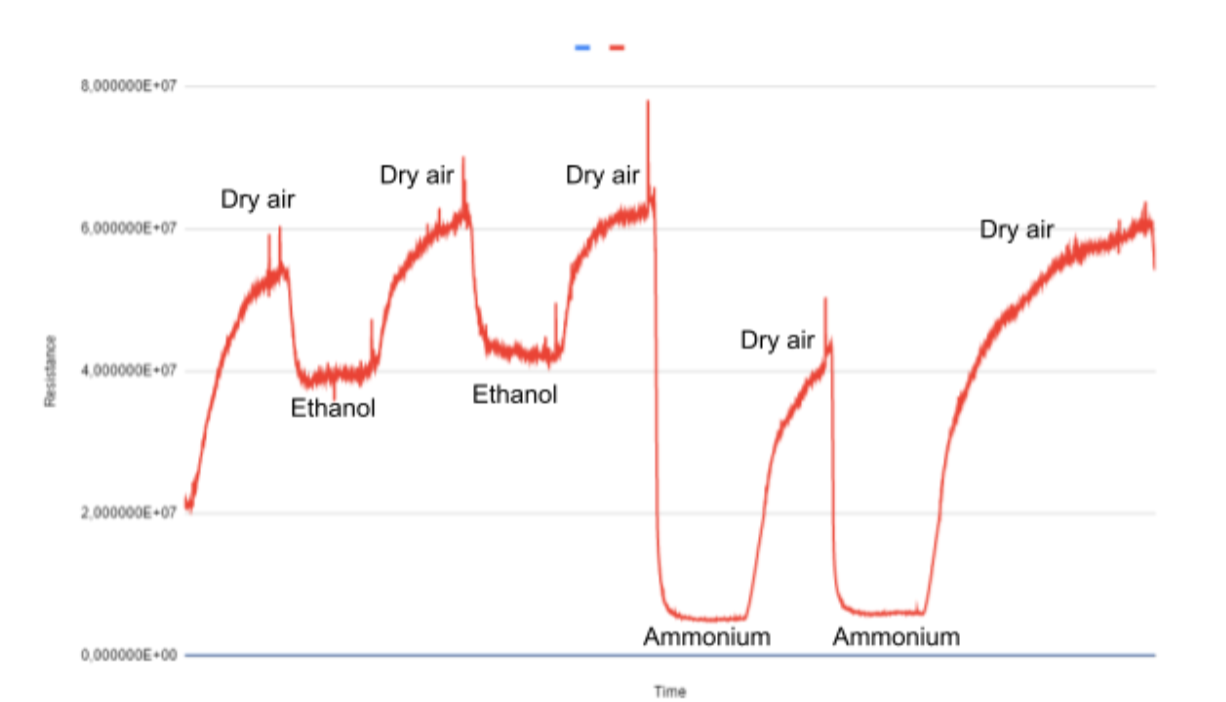 8,000000E+07
Dry air
Dry air
Dry air
Dry air
6,000000E+07
Dry air
4,000000E+07
Ethanol
Ethanol
Resistance
2,000000E+07
Ammonium
Ammonium
0,000000E+00
Time